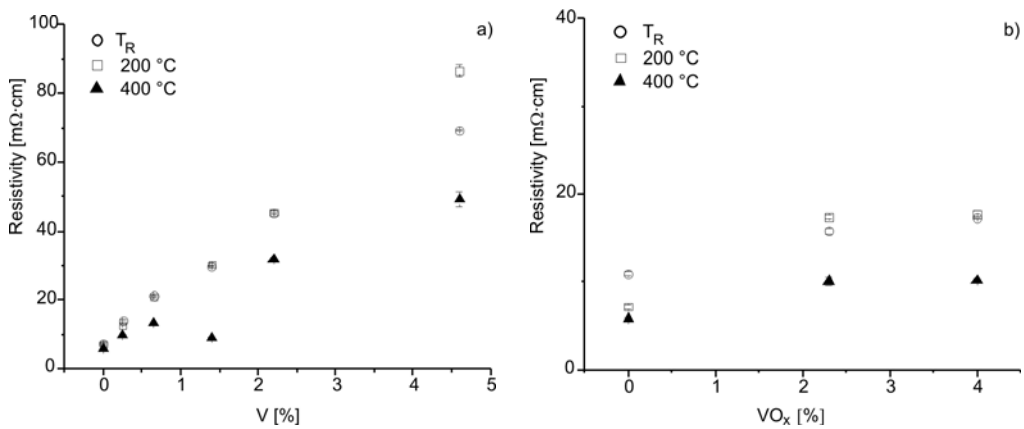 a)
T_R
200 °C
400 °C
Resistivity [mΩ·cm]
100
80
60
40
20
0
0 1 2 3 4 5
V [%]
b)
T_R
200 °C
400 °C
Resistivity [mΩ·cm]
40
20
0
0 1 2 3 4
VO_x [%]